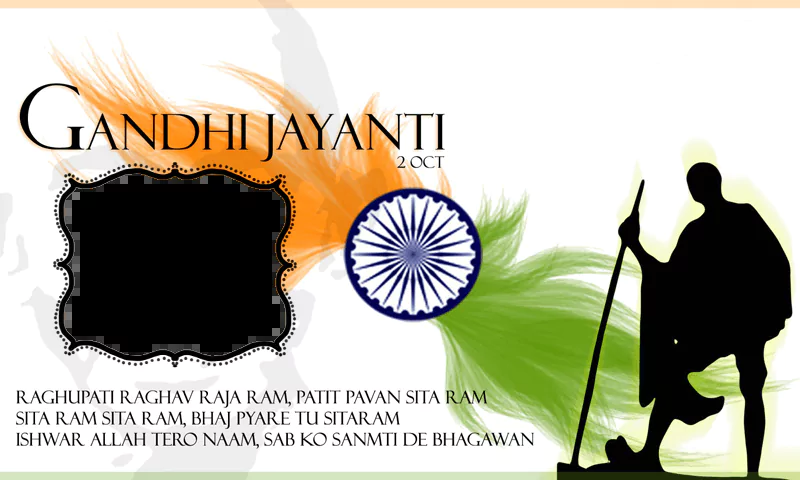 GANDHI JAYANTI
2 OCT
RAGHUPATI RAGHAV RAJA RAM, PATIT PAVAN SITA RAM
SITA RAM SITA RAM, BHAJ PYARE TU SITARAM
ISHWAR ALLAH TERO NAAM, SAB KO SANMTI DE BHAGAWAN